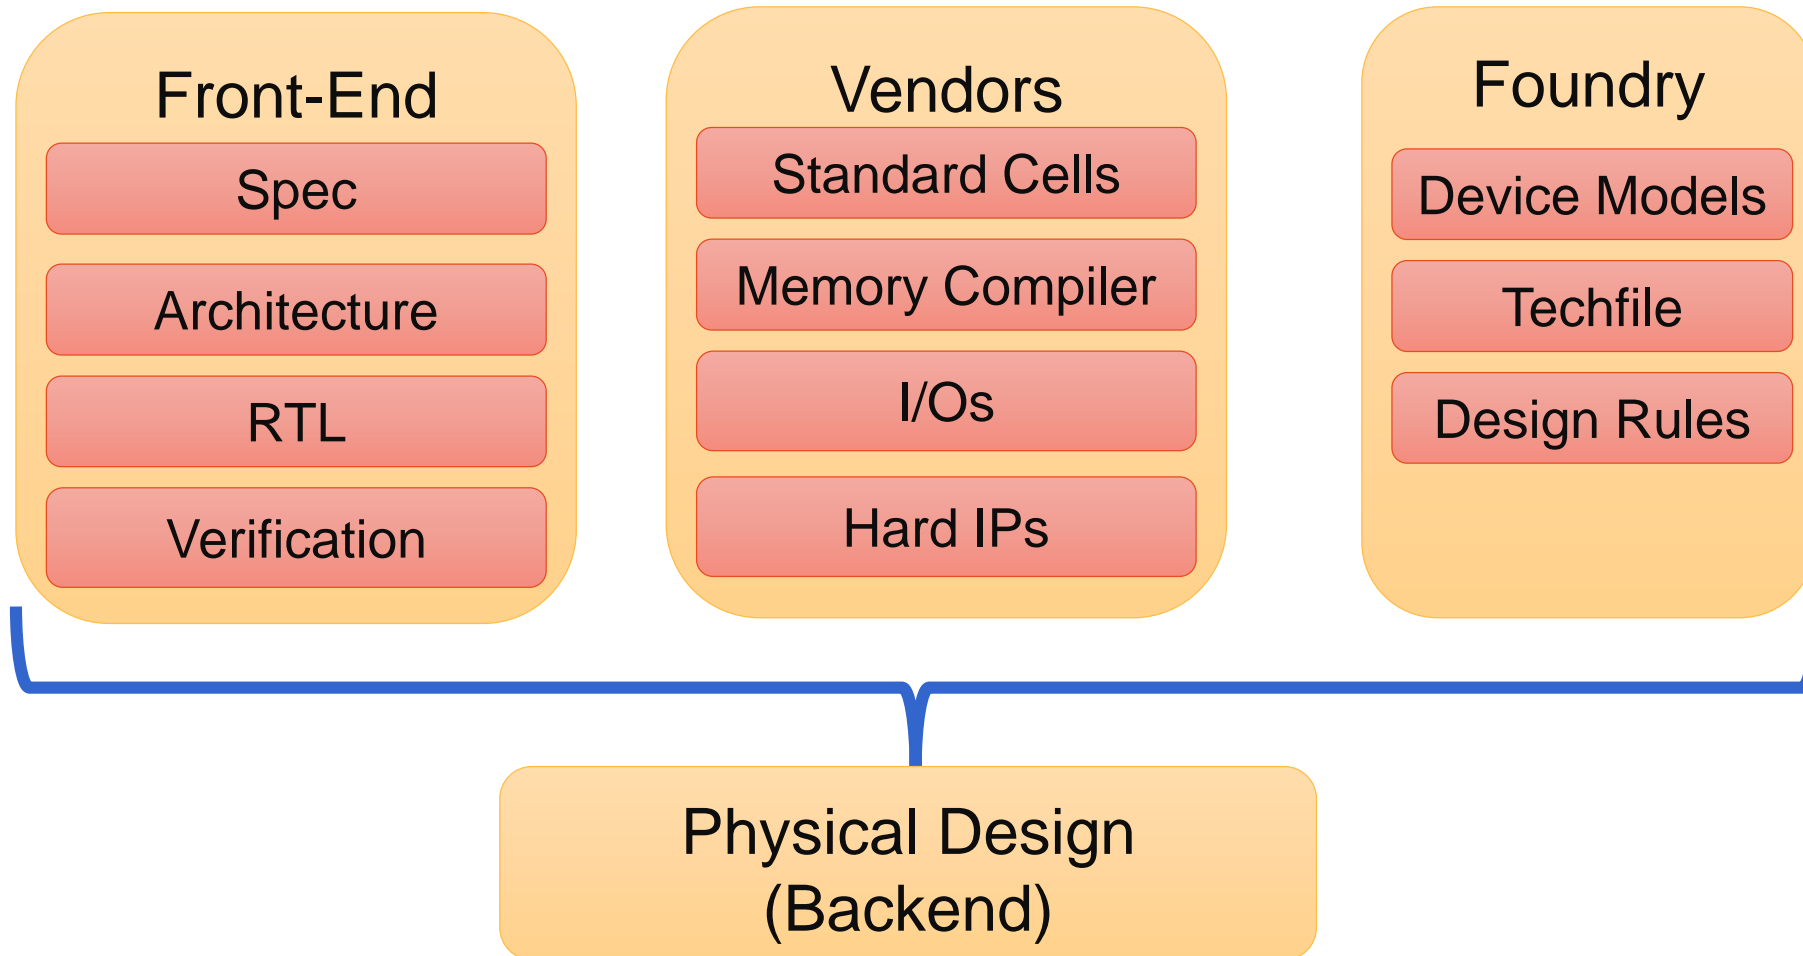 Front-End
Spec
Architecture
RTL
Verification
Vendors
Standard Cells
Memory Compiler
I/Os
Hard IPs
Foundry
Device Models
Techfile
Design Rules
Physical Design
(Backend)